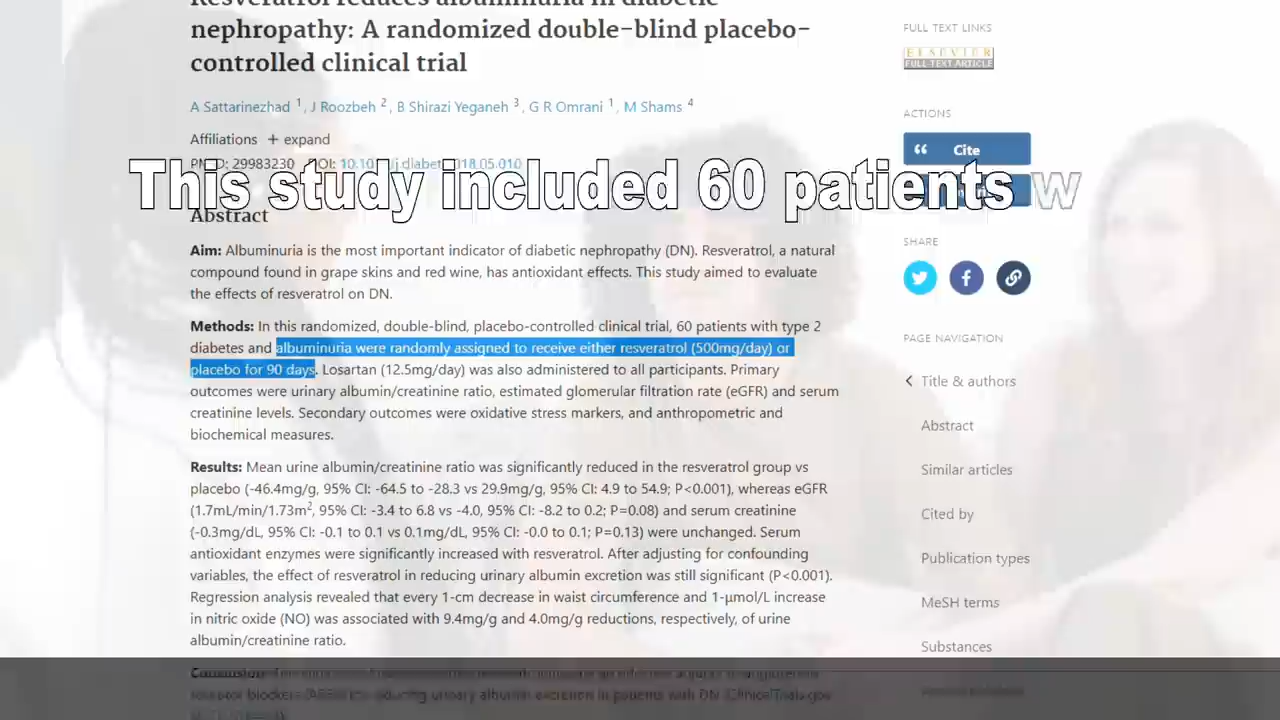 Resveratrol reduces albuminuria in diabetic
nephropathy: A randomized double-blind placebo-
controlled clinical trial
A Sattarinezhad 1, J Roozbeh 2, B Shirazi Yeganeh 3, G R Omrani 1, M Shams 4
Affiliations + expand
29983230
This study included 60 patients w
Abstract
Aim: Albuminuria is the most important indicator of diabetic nephropathy (DN). Resveratrol, a natural
compound found in grape skins and red wine, has antioxidant effects. This study aimed to evaluate
the effects of resveratrol on DN.
Methods: In this randomized, double-blind, placebo-controlled clinical trial, 60 patients with type 2
diabetes and albuminuria were randomly assigned to receive either resveratrol (500mg/day) or
placebo for 90 days. Losartan (12.5mg/day) was also administered to all participants. Primary
outcomes were urinary albumin/creatinine ratio, estimated glomerular filtration rate (eGFR) and serum
creatinine levels. Secondary outcomes were oxidative stress markers, and anthropometric and
biochemical measures.
Results: Mean urine albumin/creatinine ratio was significantly reduced in the resveratrol group vs
placebo (-46.4mg/g, 95% CI: -64.5 to -28.3 vs 29.9mg/g, 95% CI: 4.9 to 54.9; P<0.001), whereas eGFR
(1.7mL/min/1.73m2, 95% CI: -3.4 to 6.8 vs -4.0, 95% CI: -8.2 to 0.2; P=0.08) and serum creatinine
(-0.3mg/dL, 95% CI: -0.1 to 0.1 vs 0.1mg/dL, 95% CI: -0.0 to 0.1; P=0.13) were unchanged. Serum
antioxidant enzymes were significantly increased with resveratrol. After adjusting for confounding
variables, the effect of resveratrol in reducing urinary albumin excretion was still significant (P<0.001).
Regression analysis revealed that every 1-cm decrease in waist circumference and 1-μmol/L increase
in nitric oxide (NO) was associated with 9.4mg/g and 4.0mg/g reductions, respectively, of urine
albumin/creatinine ratio.
FULL TEXT LINKS
ELSEVIER
FULL-TEXT ARTICLE
ACTIONS
Cite
SHARE
PAGE NAVIGATION
Title & authors
Abstract
Similar articles
Cited by
Publication types
MeSH terms
Substances